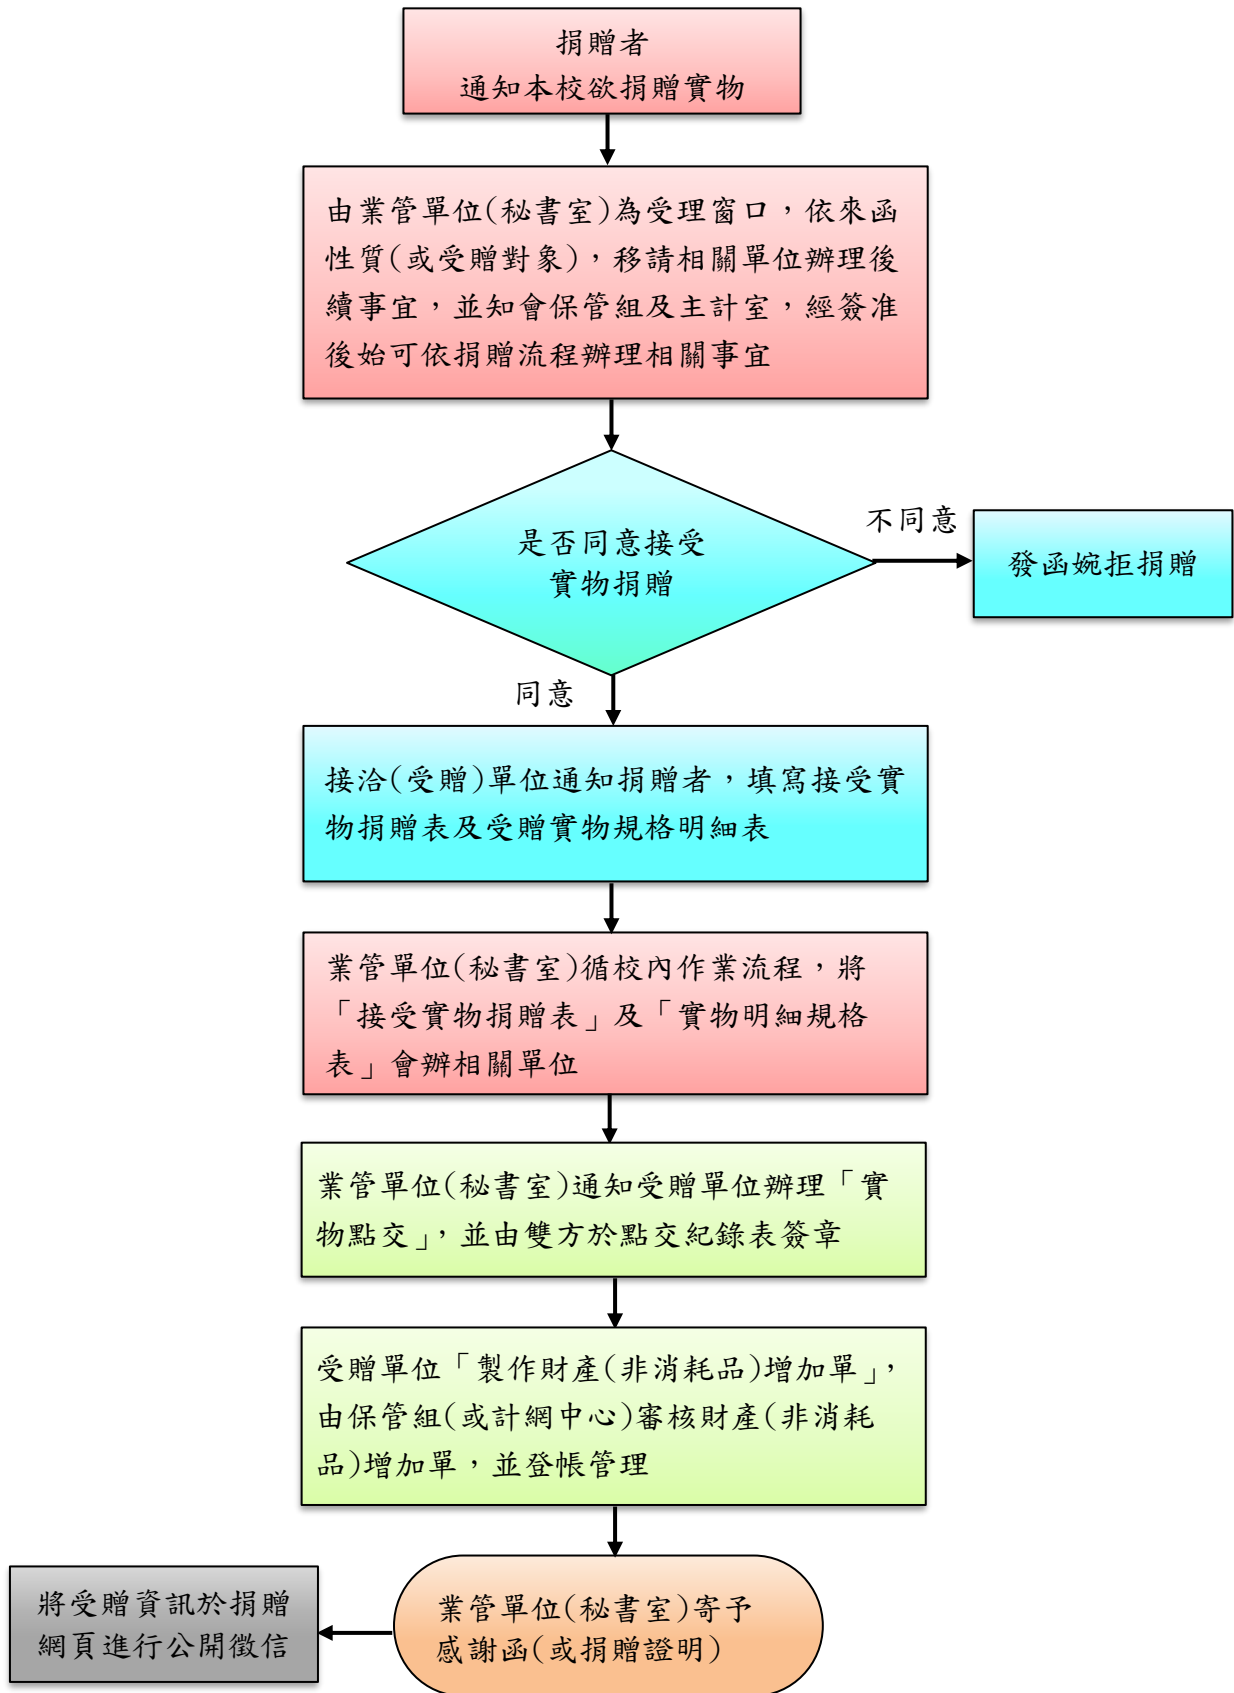 捐贈者
通知本校欲捐贈實物
由業管單位(秘書室)為受理窗口，依來函
性質(或受贈對象)，移請相關單位辦理後
續事宜，並知會保管組及主計室，經簽准
後始可依捐贈流程辦理相關事宜
是否同意接受
實物捐贈
不同意
發函婉拒捐贈
同意
接洽(受贈)單位通知捐贈者，填寫接受實
物捐贈表及受贈實物規格明細表
業管單位(秘書室)循校內作業流程，將
「接受實物捐贈表」及「實物明細規格
表」會辦相關單位
業管單位(秘書室)通知受贈單位辦理「實
物點交」，並由雙方於點交紀錄表簽章
受贈單位「製作財產(非消耗品)增加單」，
由保管組(或計網中心)審核財產(非消耗
品)增加單，並登帳管理
業管單位(秘書室)寄予
感謝函(或捐贈證明)
將受贈資訊於捐贈
網頁進行公開徵信